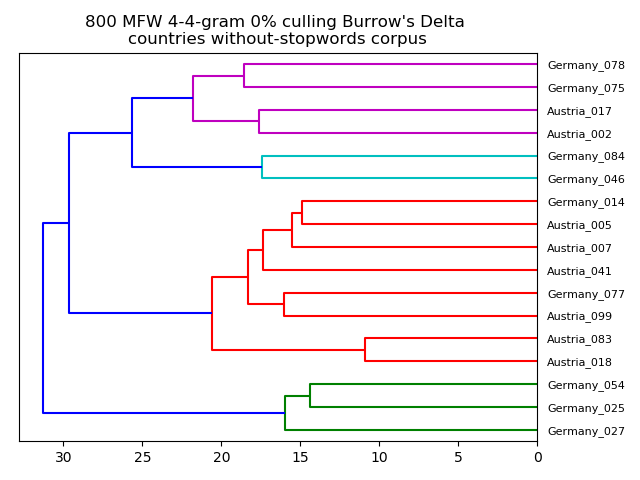 800 MFW 4-4-gram 0% culling Burrow's Delta
countries without-stopwords corpus
Germany_078
Germany_075
Austria_017
Austria_002
Germany_084
Germany_046
Germany_014
Austria_005
Austria_007
Austria_041
Germany_077
Austria_099
Austria_083
Austria_018
Germany_054
Germany_025
Germany_027
30 25 20 15 10 5 0